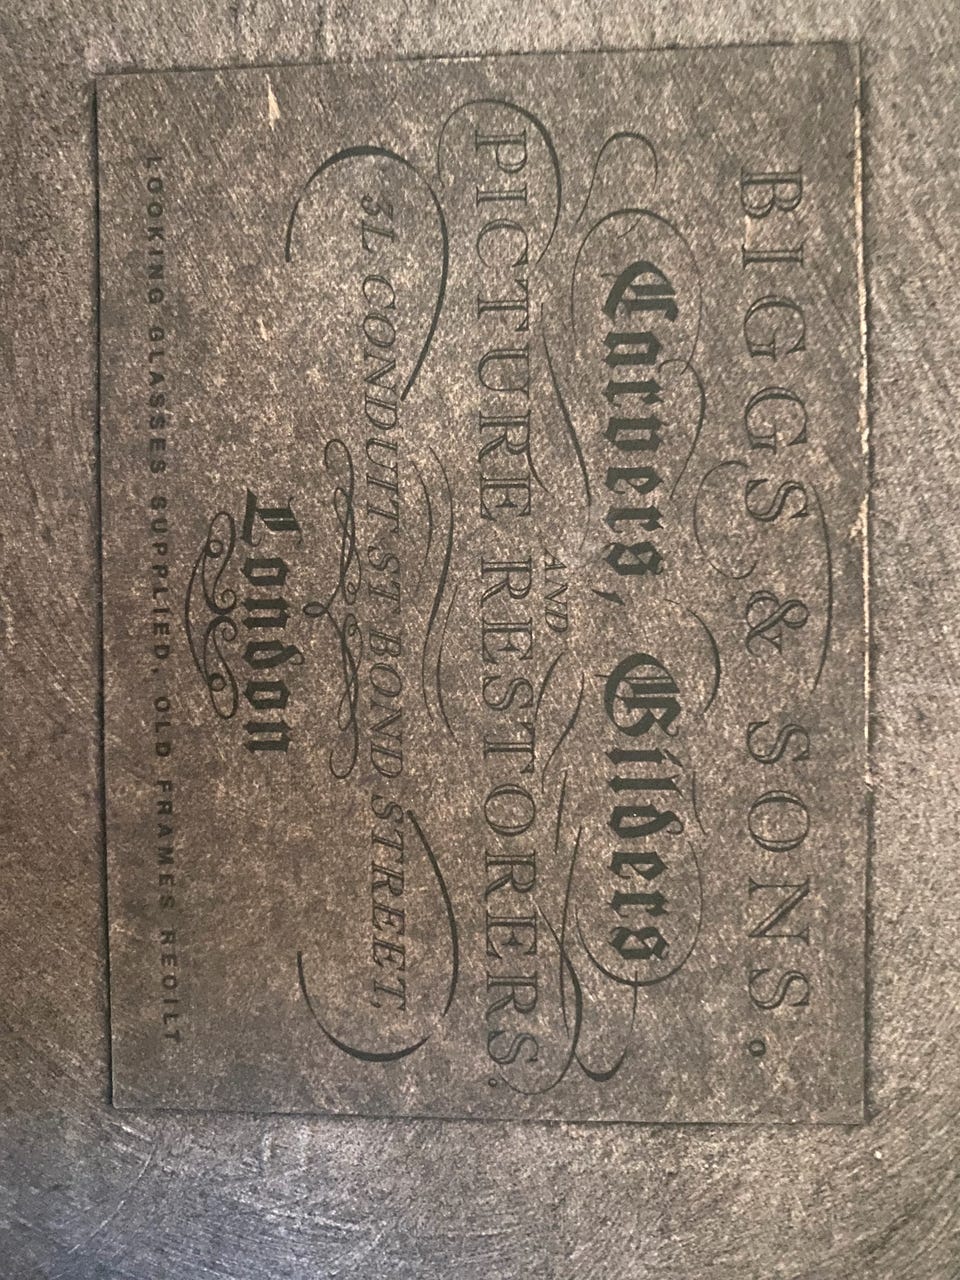 BIGGS & SONS.
Carvers, Gilders
AND
PICTURE RESTORERS.
31, CONDUIT ST BOND STREET,
London
LOOKING GLASSES SUPPLIED, OLD FRAMES REGILT